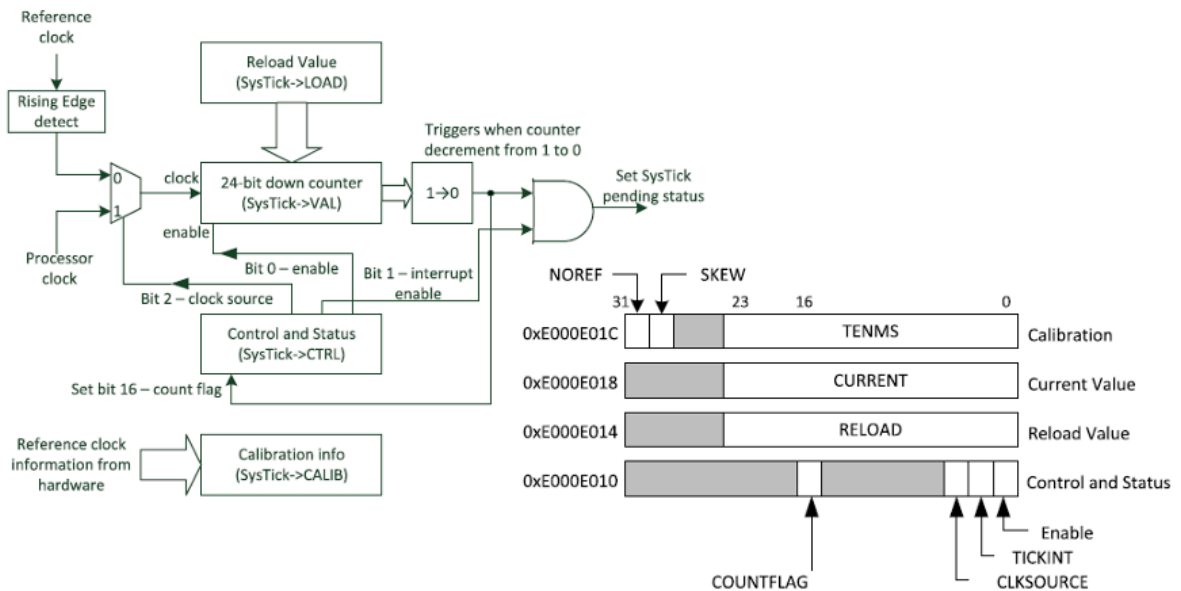 Reference
clock
Rising Edge
detect
Reload Value
(SysTick->LOAD)
Triggers when counter
decrement from 1 to 0
0
1
clock
24-bit down counter
(SysTick->VAL)
1→0
Set SysTick
pending status
enable
Processor
clock
Bit 0 – enable
Bit 1 – interrupt
enable
Bit 2 – clock source
Control and Status
(SysTick->CTRL)
Set bit 16 – count flag
Reference clock
information from
hardware
Calibration info
(SysTick->CALIB)
NOREF
SKEW
31
23
16
0
0xE000E01C
TENMS
Calibration
0xE000E018
CURRENT
Current Value
0xE000E014
RELOAD
Reload Value
0xE000E010
Control and Status
Enable
TICKINT
COUNTFLAG
CLKSOURCE